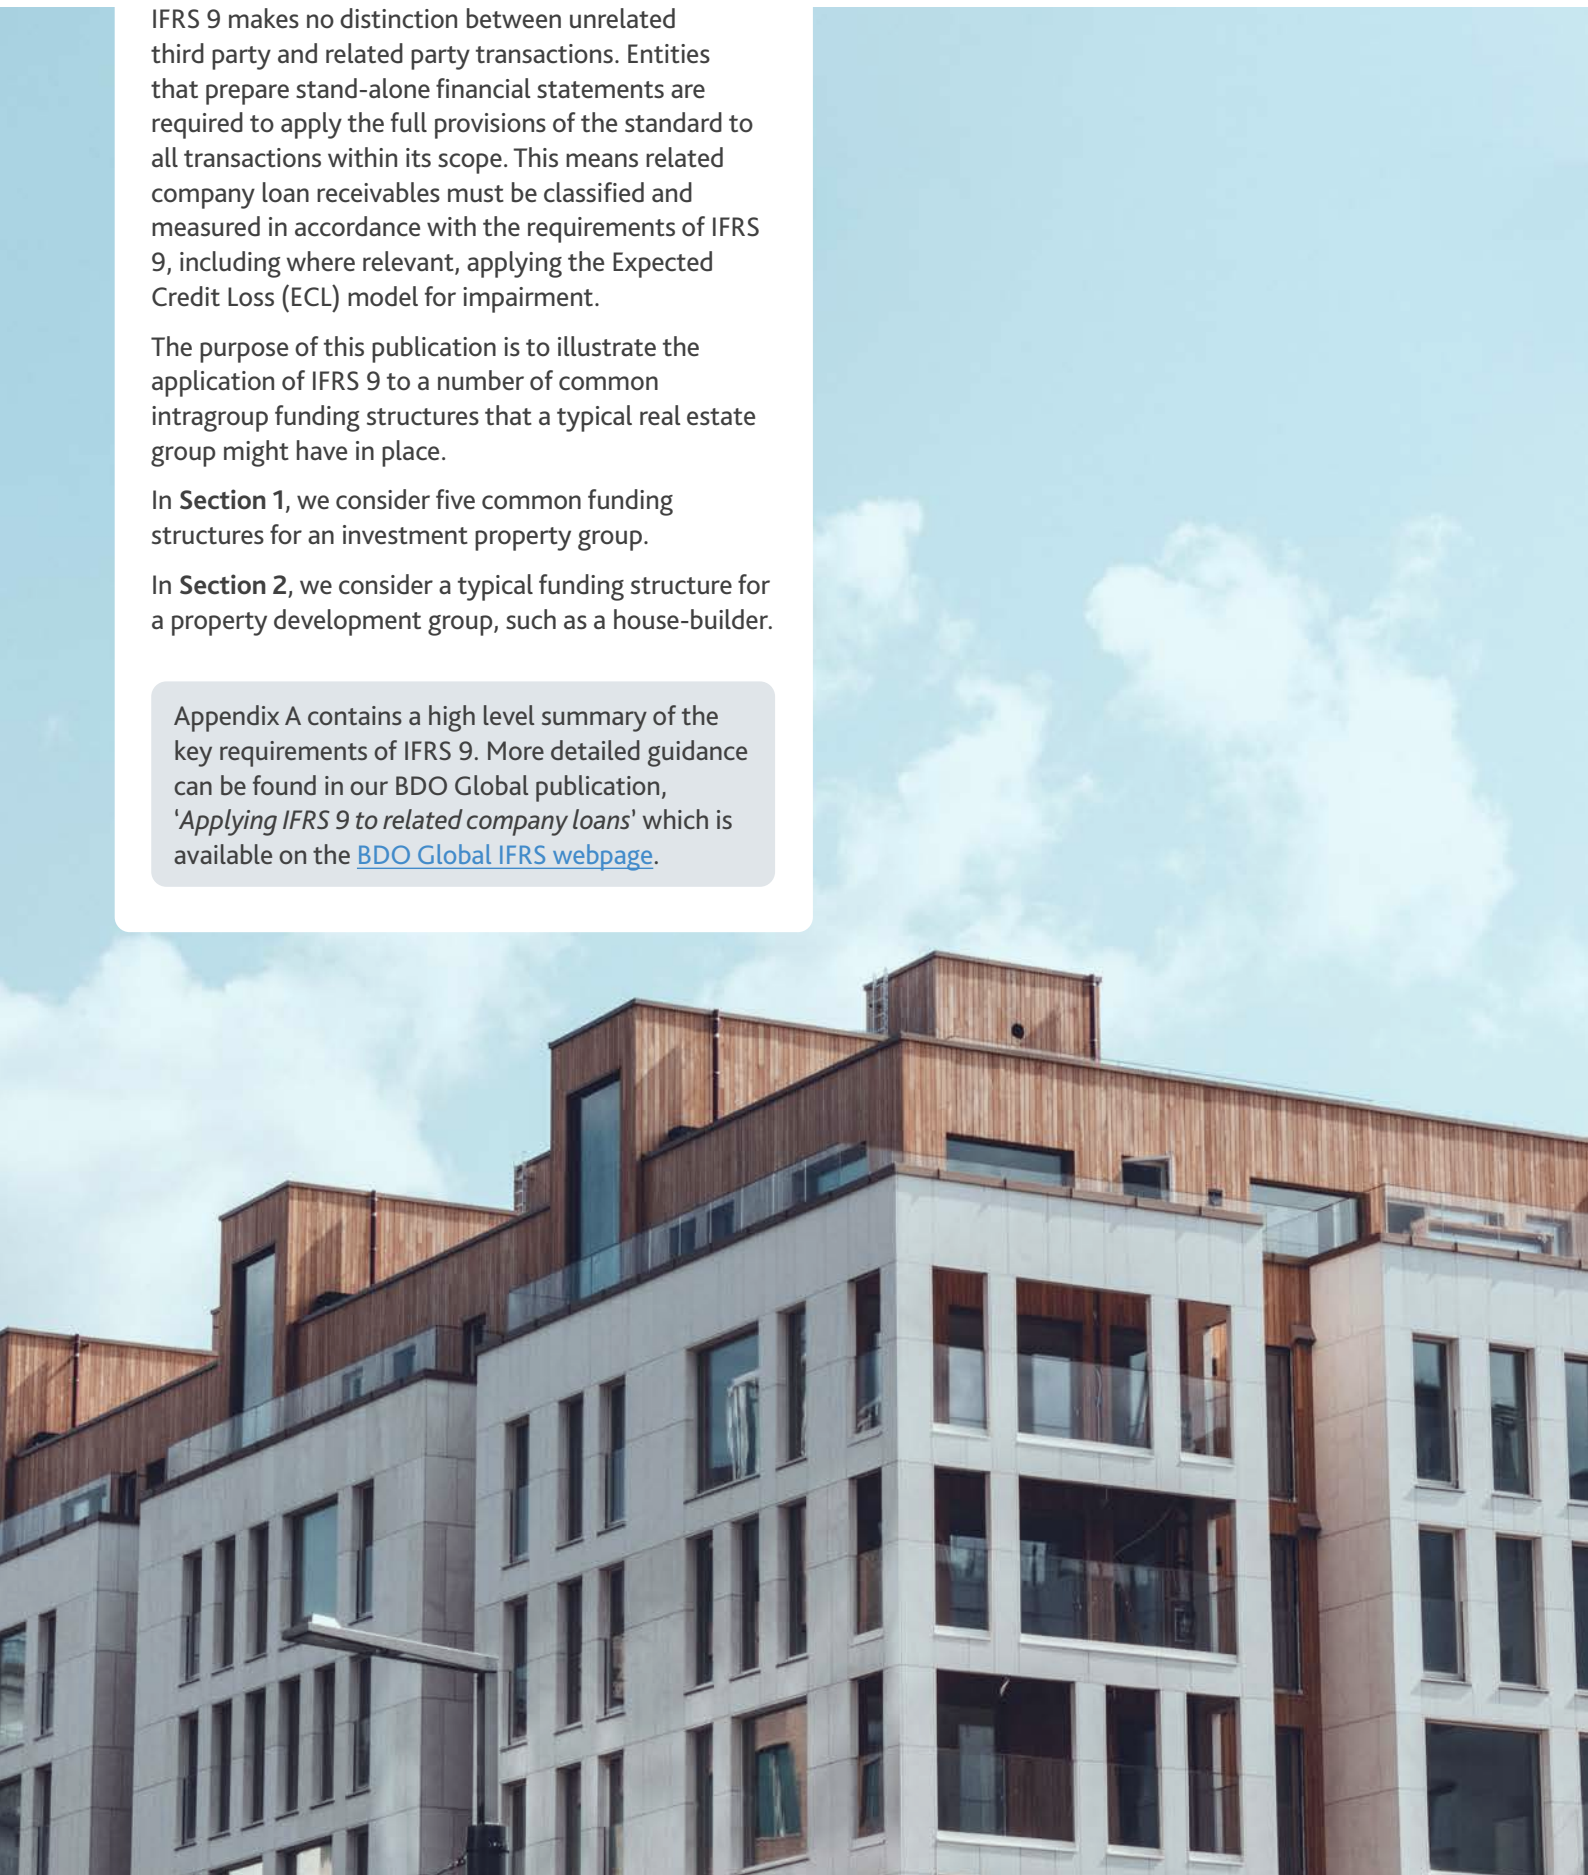 IFRS 9 makes no distinction between unrelated
third party and related party transactions. Entities
that prepare stand-alone financial statements are
required to apply the full provisions of the standard to
all transactions within its scope. This means related
company loan receivables must be classified and
measured in accordance with the requirements of IFRS
9, including where relevant, applying the Expected
Credit Loss (ECL) model for impairment.
The purpose of this publication is to illustrate the
application of IFRS 9 to a number of common
intragroup funding structures that a typical real estate
group might have in place.
In Section 1, we consider five common funding
structures for an investment property group.
In Section 2, we consider a typical funding structure for
a property development group, such as a house-builder.
Appendix A contains a high level summary of the
key requirements of IFRS 9. More detailed guidance
can be found in our BDO Global publication,
‘Applying IFRS 9 to related company loans’ which is
available on the BDO Global IFRS webpage.